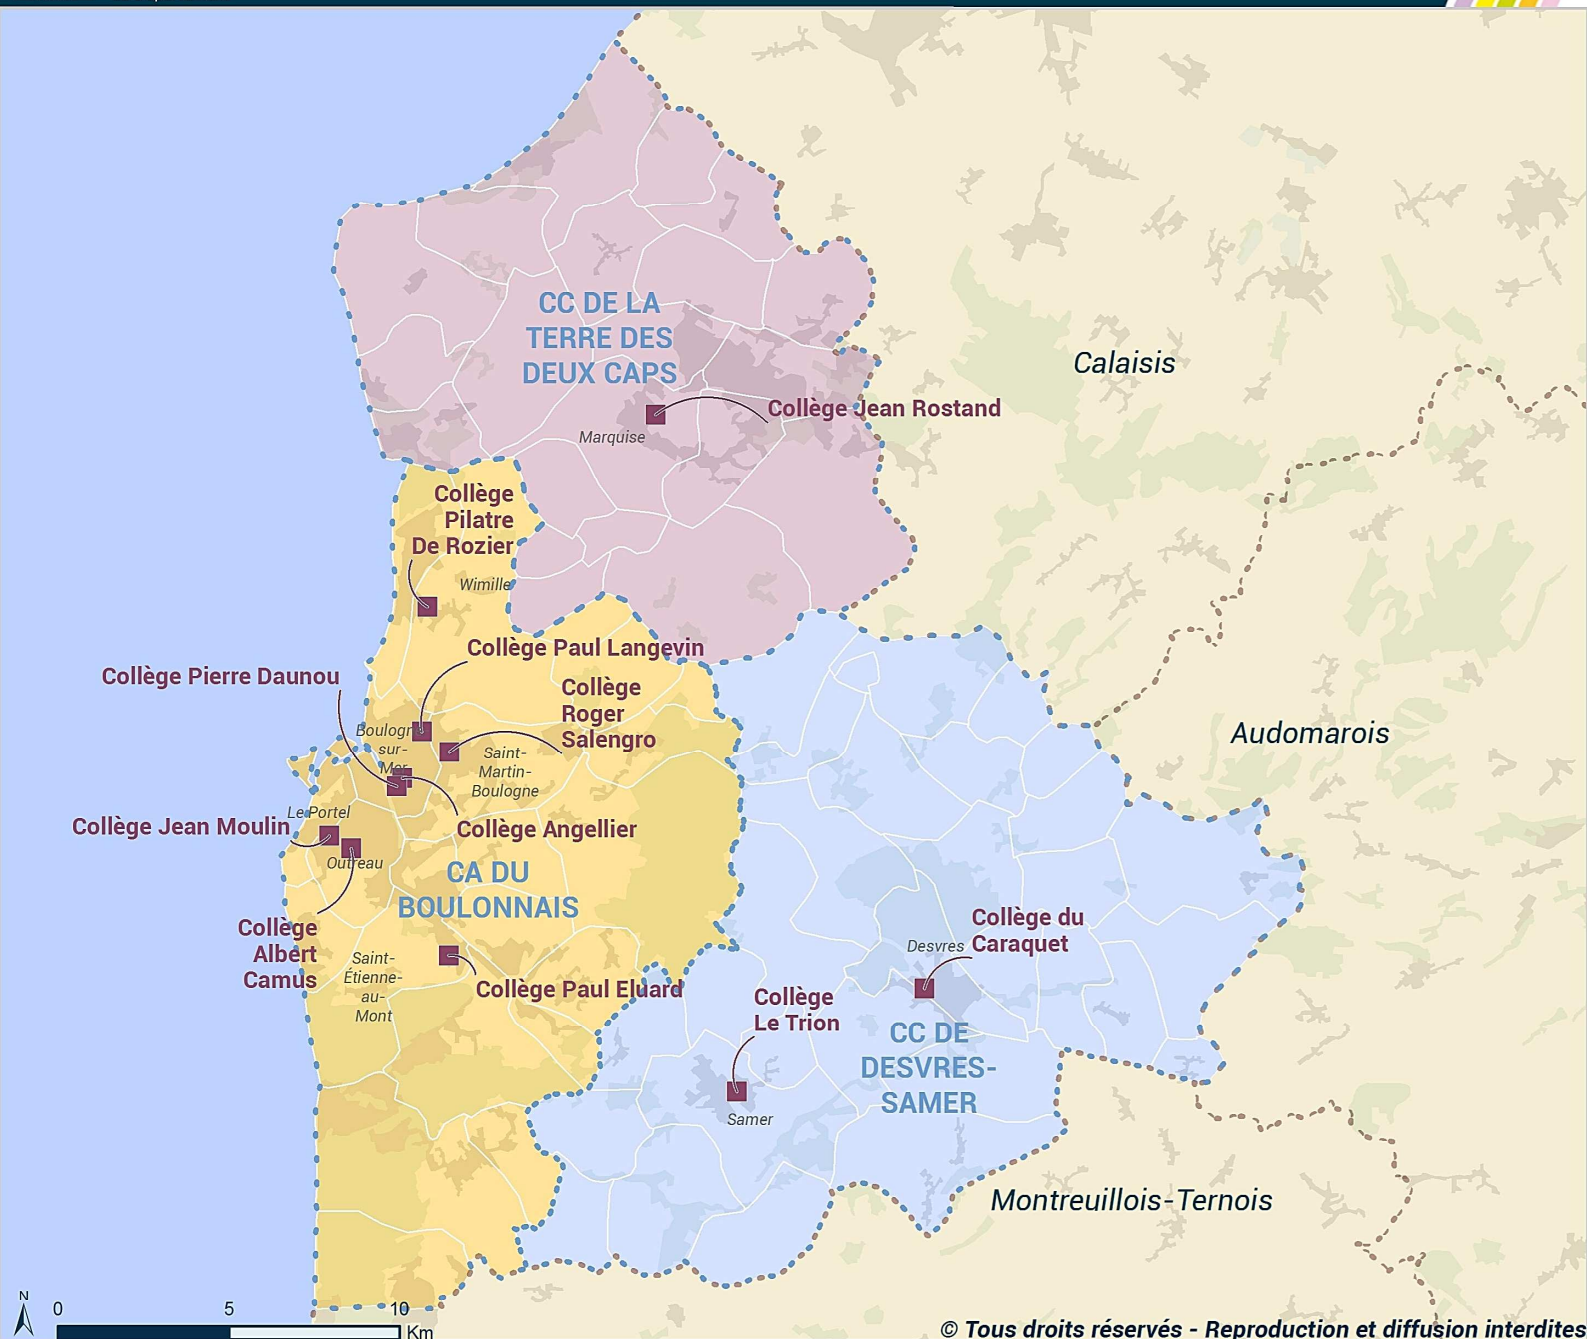 CC DE LA
TERRE DES
DEUX CAPS
Calaisis
Collège Jean Rostand
Marquise
Collège
Pilatre
De Rozier
Wimille
Collège Paul Langevin
Collège Pierre Daunou
Collège
Roger
Salengro
Boulogne-
sur-
Mer
Saint-
Martin-
Boulogne
Audomarois
Le Portel
Collège Jean Moulin
Collège Angellier
Outreau
CA DU
BOULONNAIS
Collège
Albert
Camus
Saint-
Étienne-
au-
Mont
Collège Paul Eluard
Collège du
Caraquet
Desvres
Collège
Le Trion
CC DE
DESVRES-
SAMER
Samer
Montreuillois-Ternois
N
0 5 10
Km
© Tous droits réservés - Reproduction et diffusion interdites